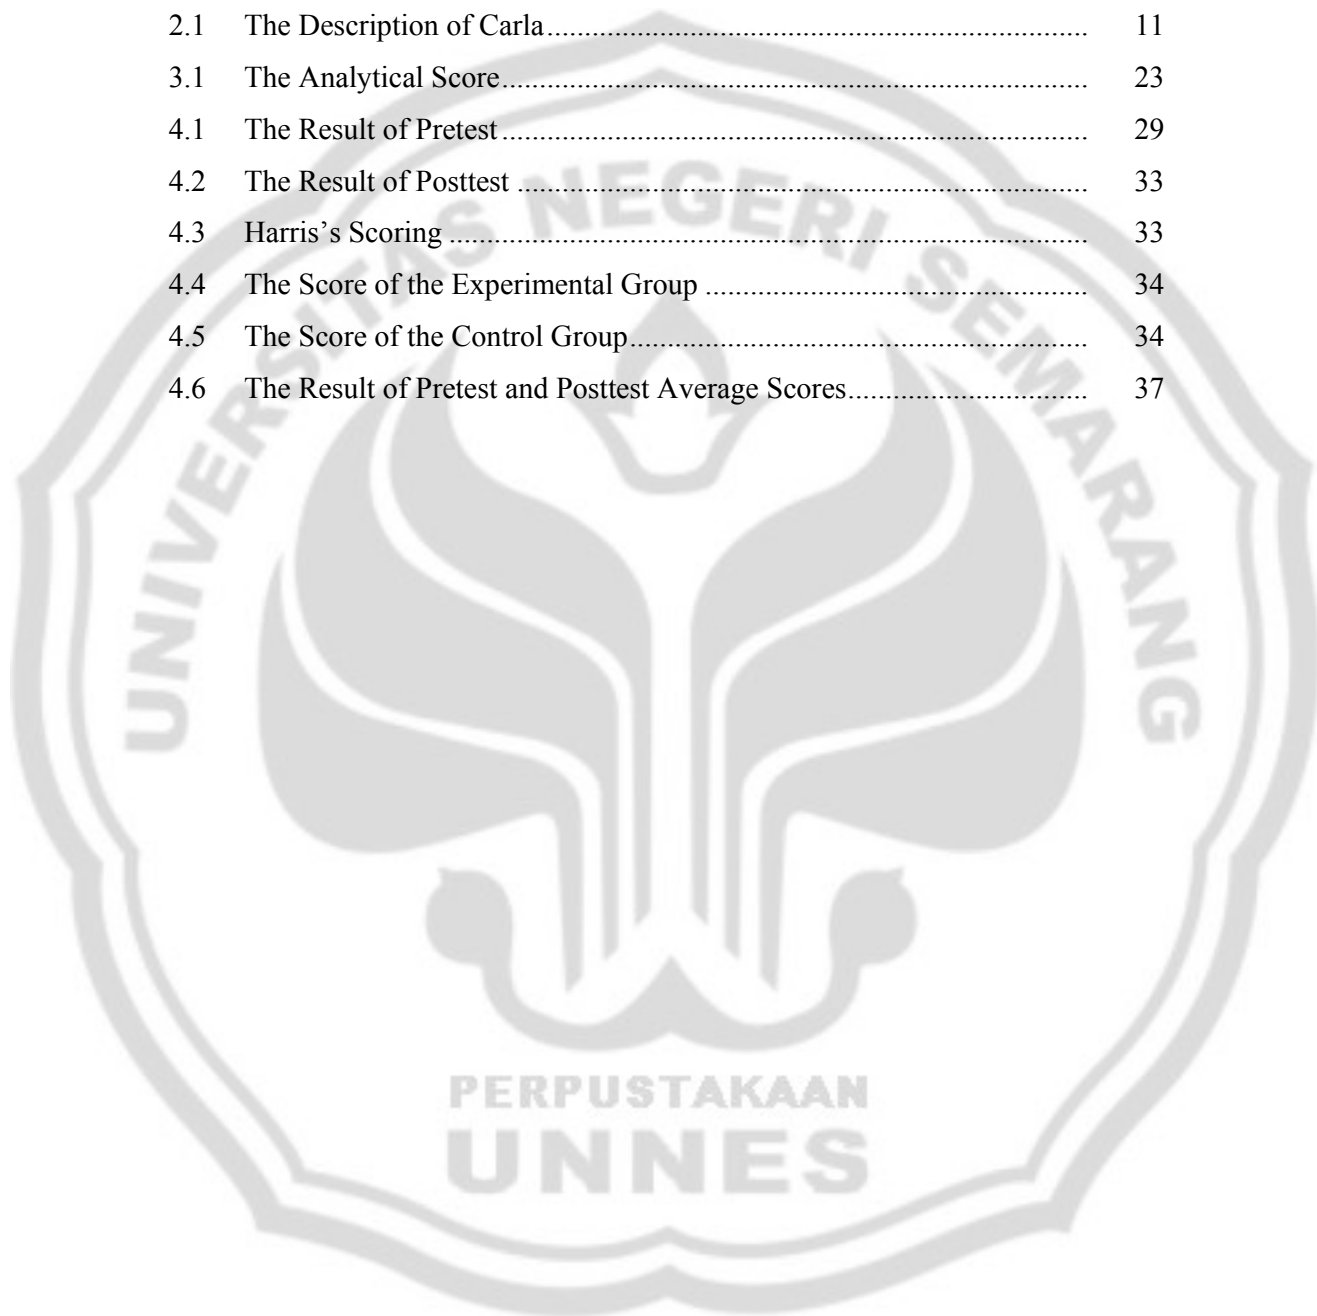 2.1 The Description of Carla.......................................................................... 11
3.1 The Analytical Score................................................................................ 23
4.1 The Result of Pretest................................................................................ 29
4.2 The Result of Posttest .............................................................................. 33
4.3 Harris's Scoring ....................................................................................... 33
4.4 The Score of the Experimental Group ..................................................... 34
4.5 The Score of the Control Group............................................................... 34
4.6 The Result of Pretest and Posttest Average Scores................................. 37
UNIVERSITAS NEGERI SEMARANG
PERPUSTAKAAN
UNNES